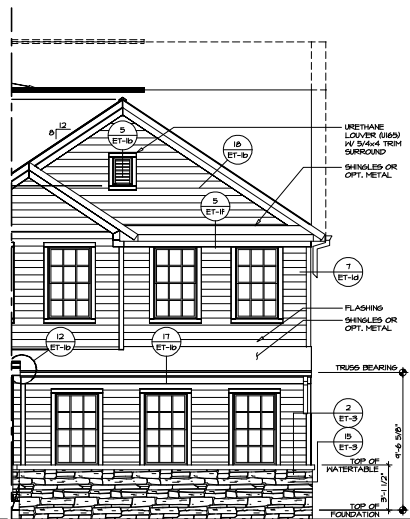 12
8
5
ET-1b
18
ET-1b
URETHANE
LOUVER (U165)
W/ 5/4x4 TRIM
SURROUND
SHINGLES OR
OPT. METAL
5
ET-1f
7
ET-1d
FLASHING
SHINGLES OR
OPT. METAL
12
ET-1b
17
ET-1b
TRUSS BEARING
2
ET-3
15
ET-3
9'-6 5/8"
TOP OF
WATERTABLE
3'-1 1/2"
TOP OF
FOUNDATION